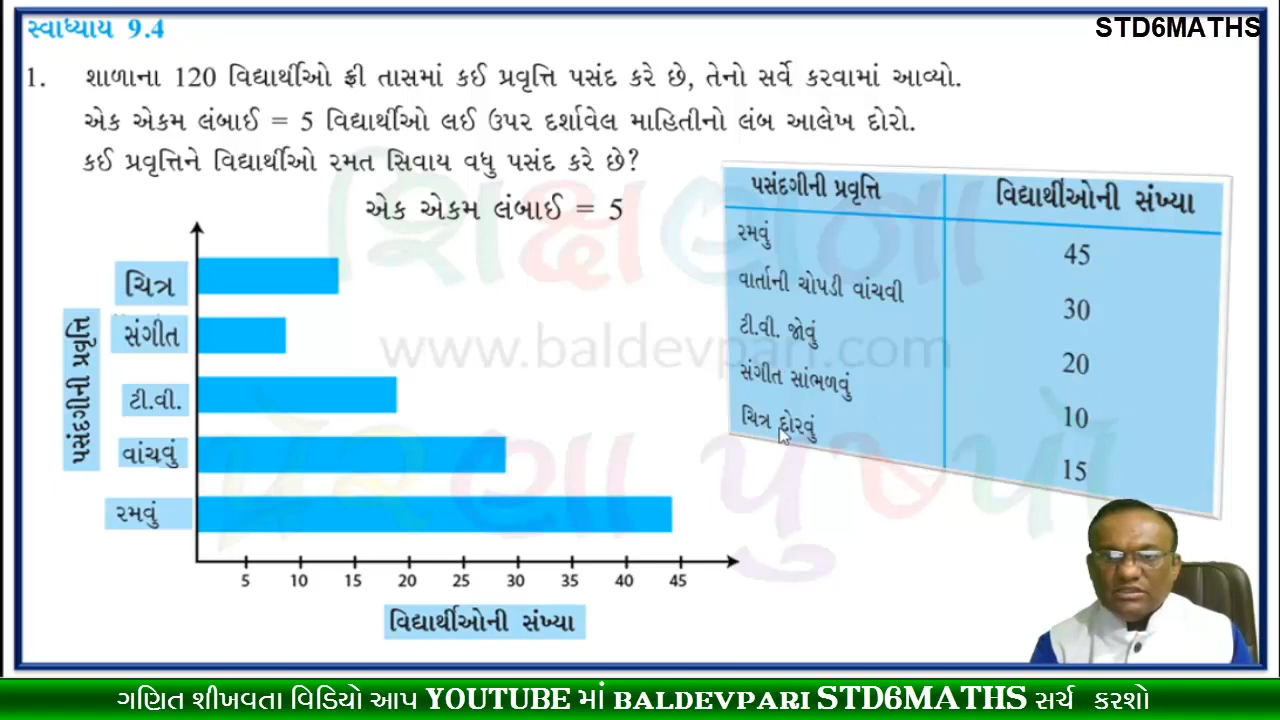 સ્વાધ્યાય 9.4
STD6MATHS
1. શાળાના 120 વિદ્યાર્થીઓ ફ્રી તાસમાં કઈ પ્રવૃત્તિ પસંદ કરે છે, તેનો સર્વે કરવામાં આવ્યો.
એક એકમ લંબાઈ = 5 વિદ્યાર્થીઓ લઈ ઉપર દર્શાવેલ માહિતીનો લંબ આલેખ દોરો.
કઈ પ્રવૃત્તિને વિદ્યાર્થીઓ રમત સિવાય વધુ પસંદ કરે છે?
એક એકમ લંબાઈ = 5
પસંદગીની પ્રવૃત્તિ વિદ્યાર્થીઓની સંખ્યા
રમવું 45
વાર્તાની ચોપડી વાંચવી 30
ટી.વી. જોવું 20
સંગીત સાંભળવું 10
ચિત્ર દોરવું 15
પસંદગીની પ્રવૃત્તિ
ચિત્ર
સંગીત
ટી.વી.
વાંચવું
રમવું
5 10 15 20 25 30 35 40 45
વિદ્યાર્થીઓની સંખ્યા
શિક્ષણના
www.baldevpari.com
પ્રેરણા પુષ્પો
ગણિત શીખવતા વિડિયો આપ YOUTUBE માં BALDEVPARI STD6MATHS સર્ચ કરશો